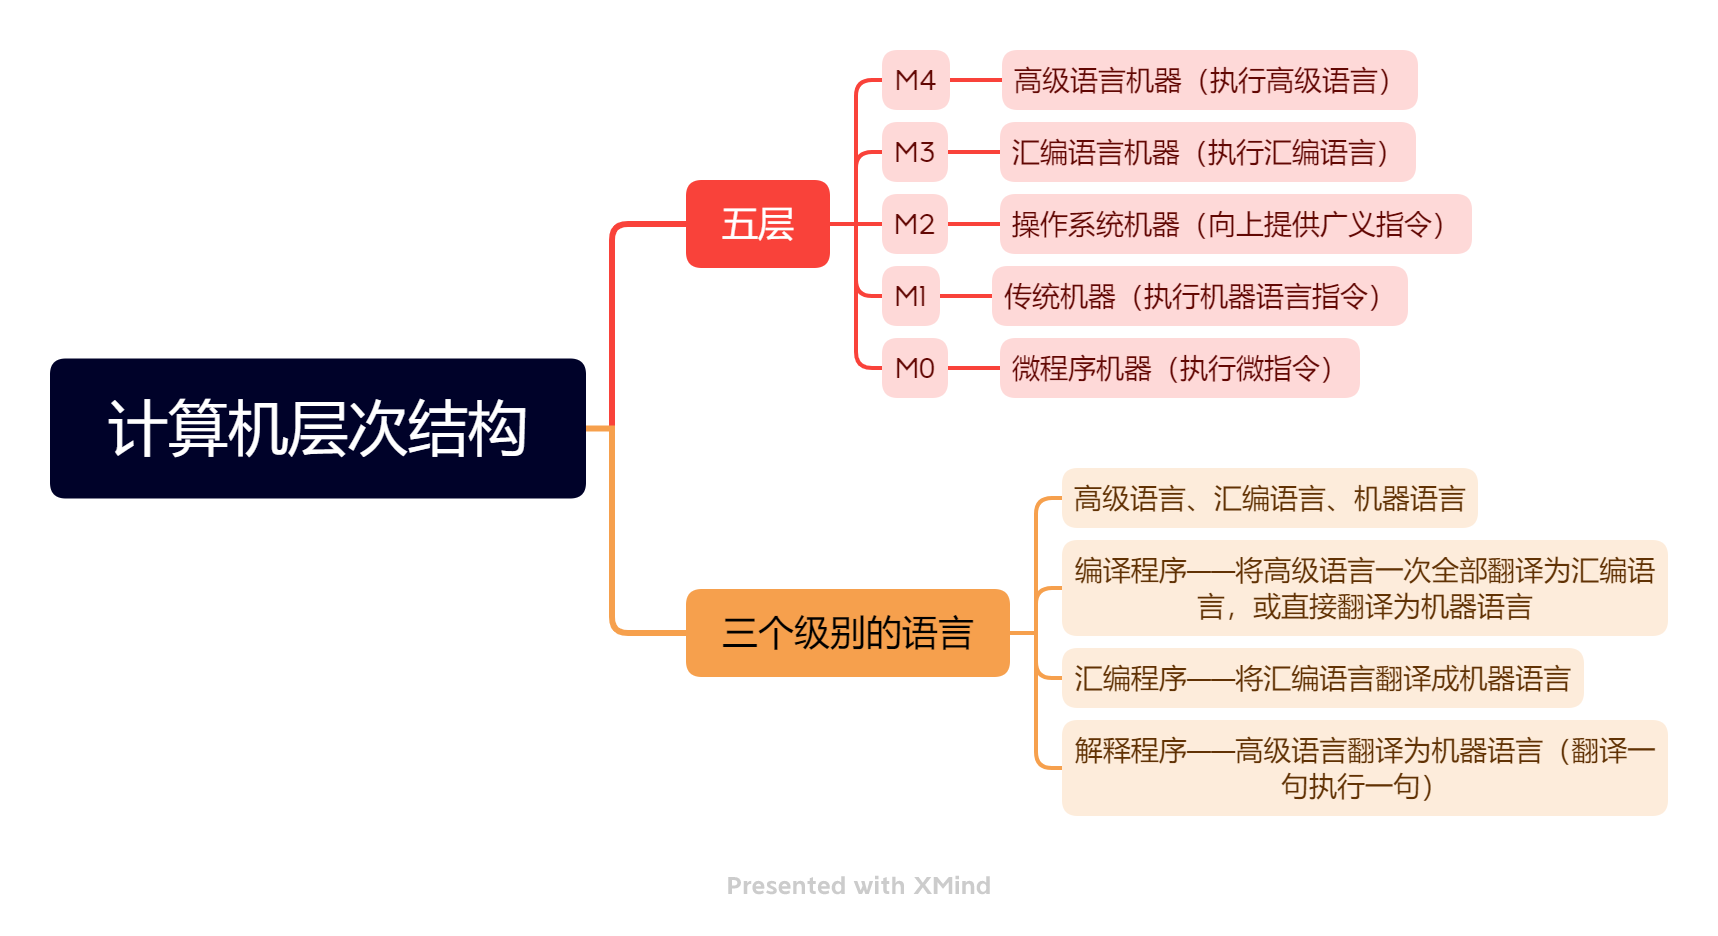 计算机层次结构
五层
M4
高级语言机器（执行高级语言）
M3
汇编语言机器（执行汇编语言）
M2
操作系统机器（向上提供广义指令）
M1
传统机器（执行机器语言指令）
M0
微程序机器（执行微指令）
三个级别的语言
高级语言、汇编语言、机器语言
编译程序——将高级语言一次全部翻译为汇编语
言，或直接翻译为机器语言
汇编程序——将汇编语言翻译成机器语言
解释程序——高级语言翻译为机器语言（翻译一
句执行一句）
Presented with XMind